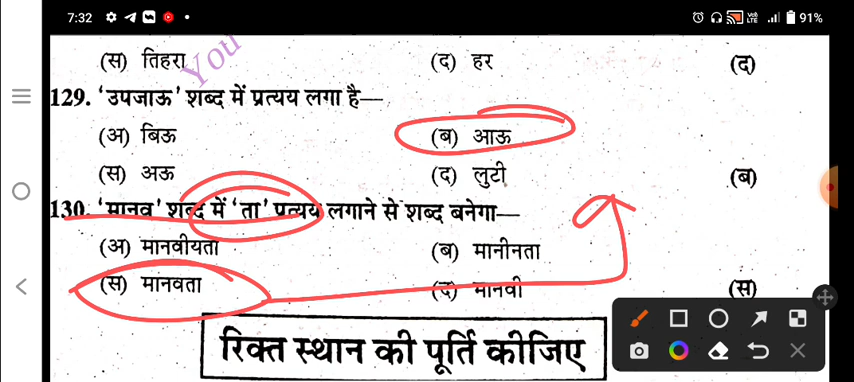 7:32
91%
(स) तिहरा (द) हर (द)
You
129. ‘उपजाऊ’ शब्द में प्रत्यय लगा है—
(अ) बिऊ (ब) आऊ
(स) अऊ (द) लुटी (ब)
130. ‘मानव’ शब्द में ‘ता’ प्रत्यय लगाने से शब्द बनेगा—
(अ) मानवीयता (ब) मानीनता
(स) मानवता (द) मानवी (स)
रिक्त स्थान की पूर्ति कीजिए